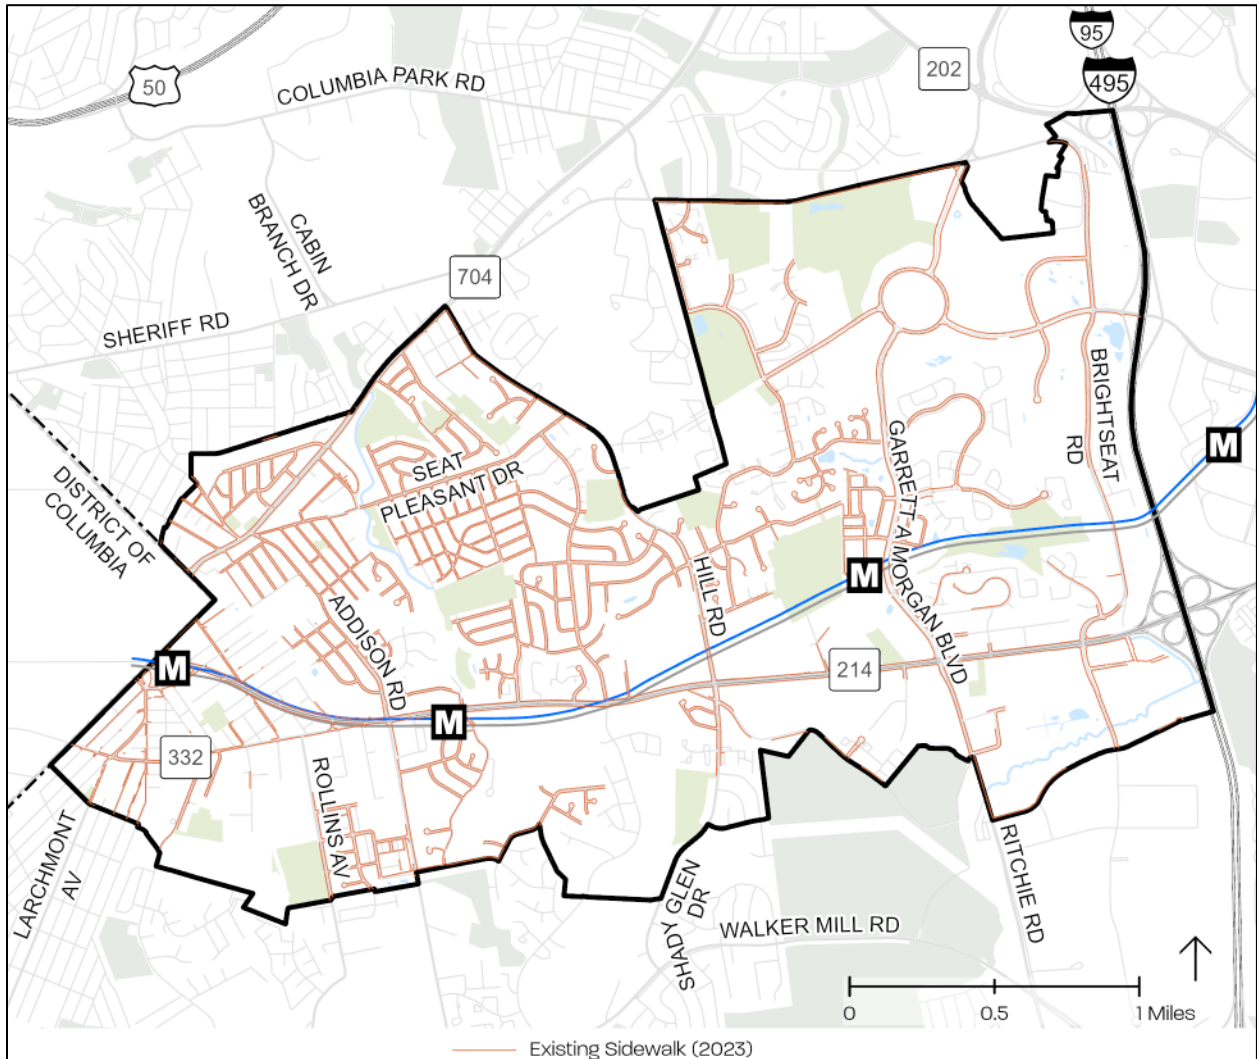 95
495
202
50
COLUMBIA PARK RD
CABIN
BRANCH DR
704
SHERIFF RD
BRIGHTSEAT
RD
GARRETT A MORGAN BLVD
M
SEAT
PLEASANT DR
DISTRICT OF
COLUMBIA
HILL RD
M
ADDISON RD
M
214
M
332
ROLLINS AV
LARCHMONT
AV
SHADY GLEN
DR
RITCHIE RD
WALKER MILL RD
0
0.5
1 Miles
Existing Sidewalk (2023)